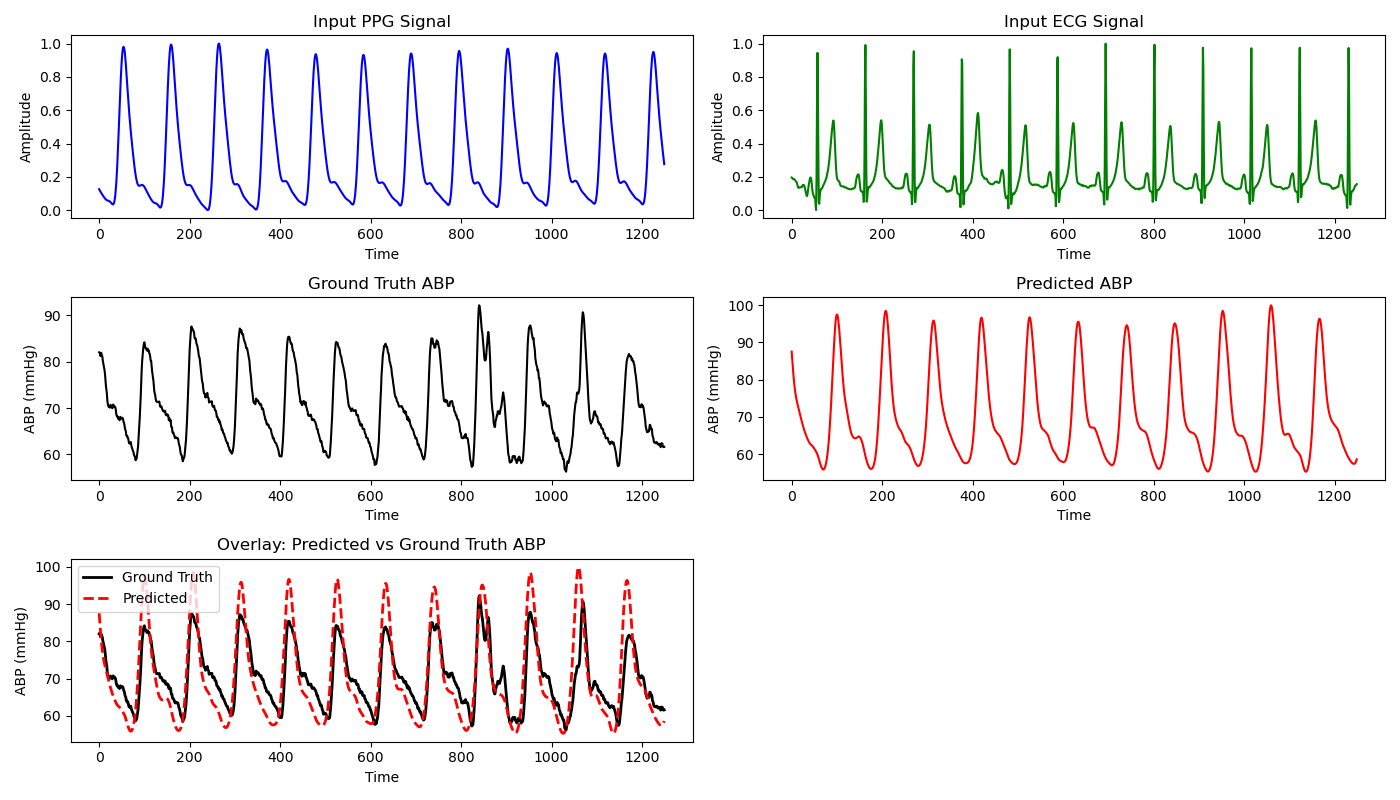 Input PPG Signal
1.0
0.8
0.6
0.4
0.2
0.0
Amplitude
0 200 400 600 800 1000 1200
Time
Input ECG Signal
1.0
0.8
0.6
0.4
0.2
0.0
Amplitude
0 200 400 600 800 1000 1200
Time
Ground Truth ABP
90
80
70
60
ABP (mmHg)
0 200 400 600 800 1000 1200
Time
Predicted ABP
100
90
80
70
60
ABP (mmHg)
0 200 400 600 800 1000 1200
Time
Overlay: Predicted vs Ground Truth ABP
100
90
80
70
60
ABP (mmHg)
Ground Truth
Predicted
0 200 400 600 800 1000 1200
Time